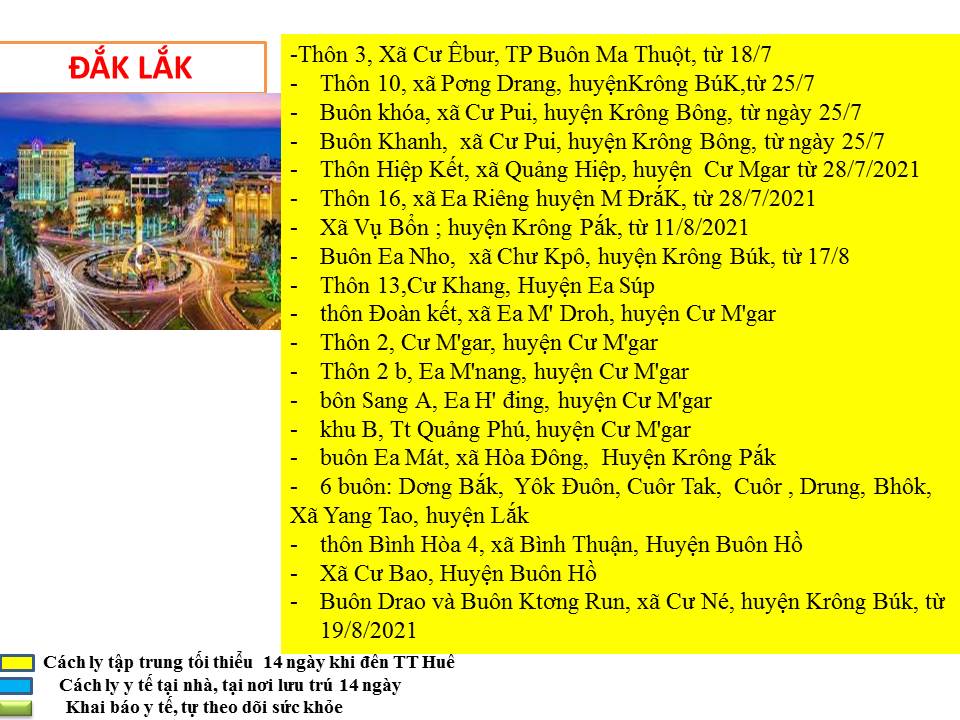 ĐẮK LẮK
-Thôn 3, Xã Cư Êbur, TP Buôn Ma Thuột, từ 18/7
- Thôn 10, xã Pơng Drang, huyệnKrông BúK,từ 25/7
- Buôn khóa, xã Cư Pui, huyện Krông Bông, từ ngày 25/7
- Buôn Khanh, xã Cư Pui, huyện Krông Bông, từ ngày 25/7
- Thôn Hiệp Kết, xã Quảng Hiệp, huyện Cư Mgar từ 28/7/2021
- Thôn 16, xã Ea Riêng huyện M ĐrắK, từ 28/7/2021
- Xã Vụ Bổn ; huyện Krông Pắk, từ 11/8/2021
- Buôn Ea Nho, xã Chư Kpô, huyện Krông Búk, từ 17/8
- Thôn 13,Cư Khang, Huyện Ea Súp
- thôn Đoàn kết, xã Ea M' Droh, huyện Cư M'gar
- Thôn 2, Cư M'gar, huyện Cư M'gar
- Thôn 2 b, Ea M'nang, huyện Cư M'gar
- bôn Sang A, Ea H' đing, huyện Cư M'gar
- khu B, Tt Quảng Phú, huyện Cư M'gar
- buôn Ea Mát, xã Hòa Đông, Huyện Krông Pắk
- 6 buôn: Dơng Bắk, Yôk Đuôn, Cuôr Tak, Cuôr , Drung, Bhôk,
Xã Yang Tao, huyện Lắk
- thôn Bình Hòa 4, xã Bình Thuận, Huyện Buôn Hồ
- Xã Cư Bao, Huyện Buôn Hồ
- Buôn Drao và Buôn Ktơng Run, xã Cư Né, huyện Krông Búk, từ
19/8/2021
Cách ly tập trung tối thiểu 14 ngày khi đên TT Huê
Cách ly y tế tại nhà, tại nơi lưu trú 14 ngày
Khai báo y tế, tự theo dõi sức khỏe